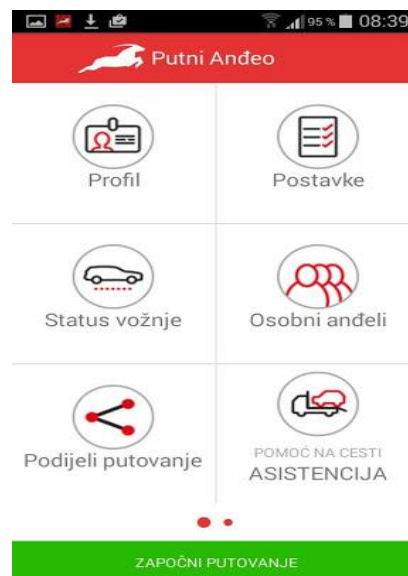 95 % 08:39
Putni Anđeo
Profil
Postavke
Status vožnje
Osobni anđeli
Podijeli putovanje
POMOĆ NA CESTI
ASISTENCIJA
ZAPOČNI PUTOVANJE